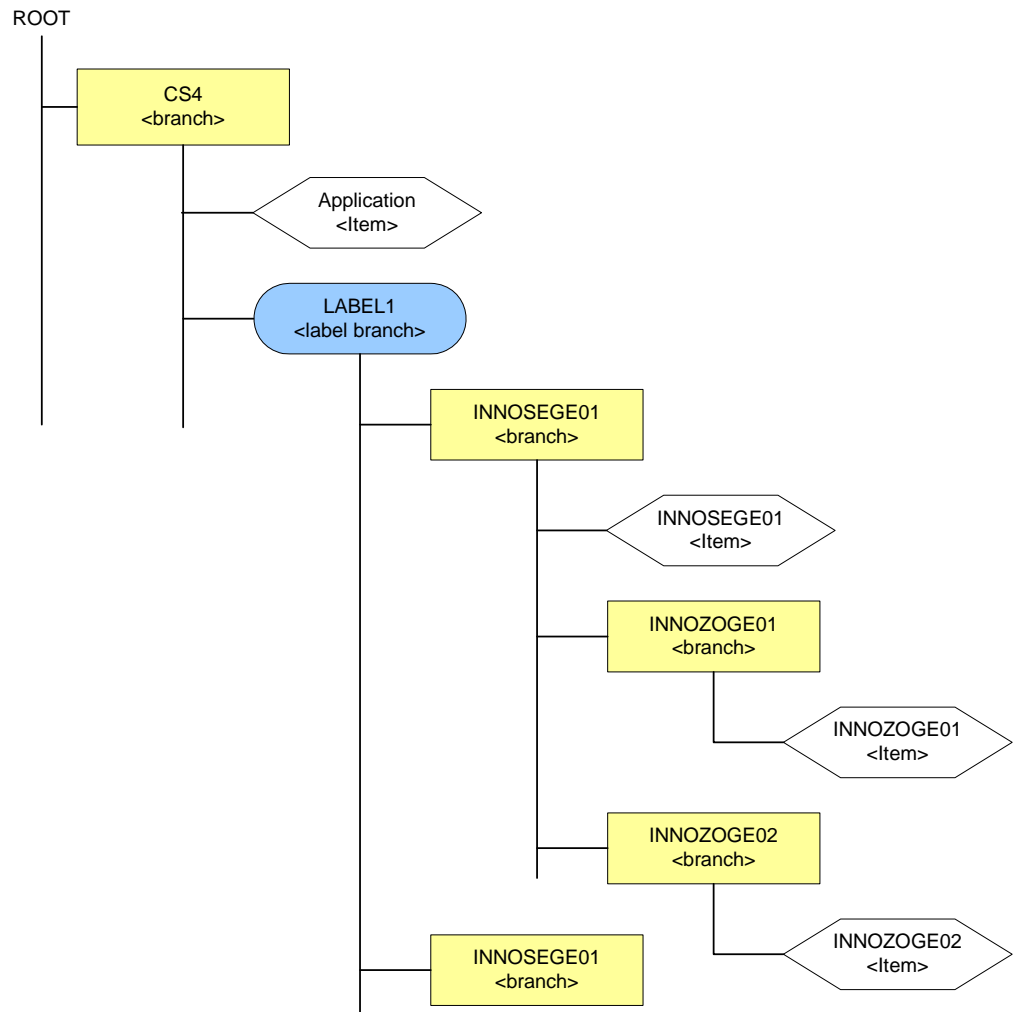 ROOT
CS4
<branch>
Application
<Item>
LABEL1
<label branch>
INNOSEGE01
<branch>
INNOSEGE01
<Item>
INNOZOGE01
<branch>
INNOZOGE01
<Item>
INNOZOGE02
<branch>
INNOZOGE02
<Item>
INNOSEGE01
<branch>